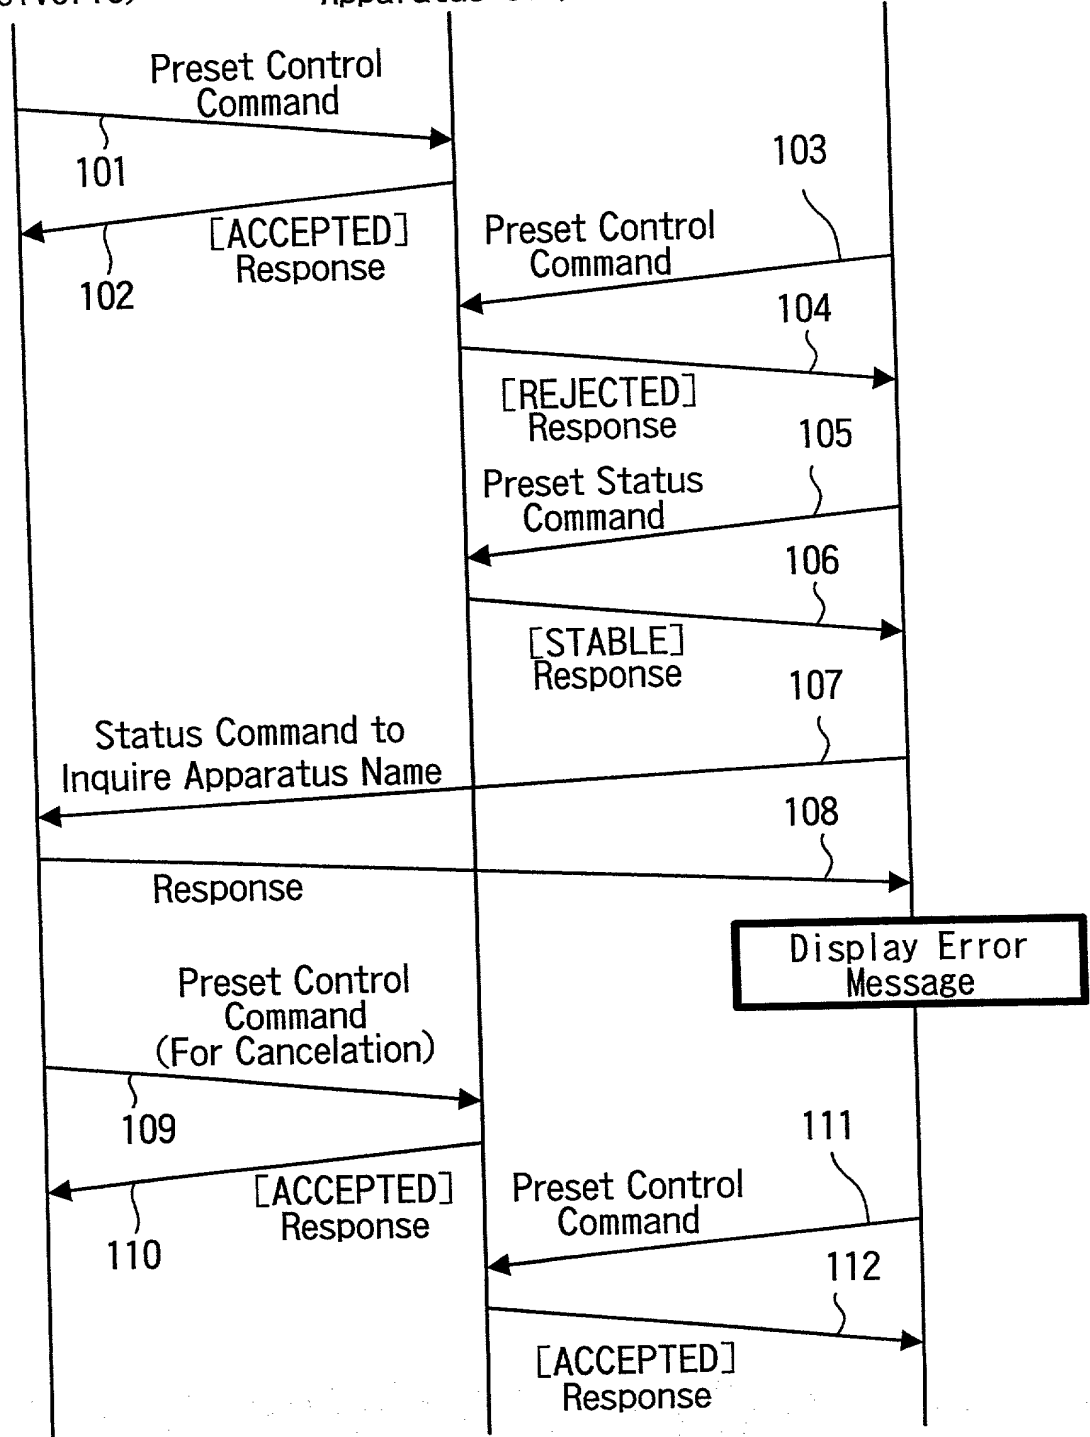 Apparatus
Preset Control
Command
101
103
[ACCEPTED]
Response
102
Preset Control
Command
104
[REJECTED]
Response
105
Preset Status
Command
106
[STABLE]
Response
107
Status Command to
Inquire Apparatus Name
108
Response
Display Error
Message
Preset Control
Command
(For Cancelation)
109
111
[ACCEPTED]
Response
110
Preset Control
Command
112
[ACCEPTED]
Response